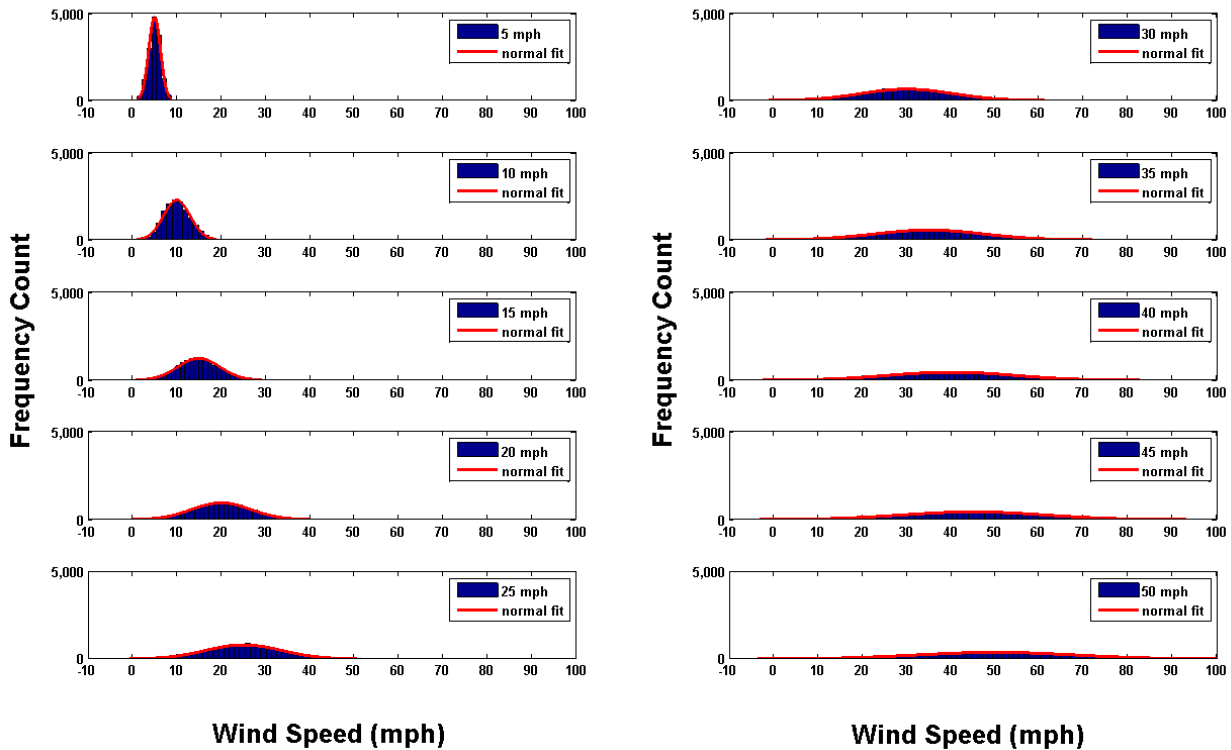 Frequency Count
5,000
0
5 mph
normal fit
-10 0 10 20 30 40 50 60 70 80 90 100
5,000
0
10 mph
normal fit
-10 0 10 20 30 40 50 60 70 80 90 100
5,000
0
15 mph
normal fit
-10 0 10 20 30 40 50 60 70 80 90 100
5,000
0
20 mph
normal fit
-10 0 10 20 30 40 50 60 70 80 90 100
5,000
0
25 mph
normal fit
-10 0 10 20 30 40 50 60 70 80 90 100
Wind Speed (mph)
Frequency Count
5,000
0
30 mph
normal fit
-10 0 10 20 30 40 50 60 70 80 90 100
5,000
0
35 mph
normal fit
-10 0 10 20 30 40 50 60 70 80 90 100
5,000
0
40 mph
normal fit
-10 0 10 20 30 40 50 60 70 80 90 100
5,000
0
45 mph
normal fit
-10 0 10 20 30 40 50 60 70 80 90 100
5,000
0
50 mph
normal fit
-10 0 10 20 30 40 50 60 70 80 90 100
Wind Speed (mph)